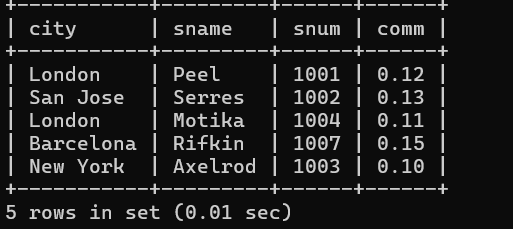 +-----------+---------+------+------+
| city      | sname   | snum | comm |
+-----------+---------+------+------+
| London    | Peel    | 1001 | 0.12 |
| San Jose  | Serres  | 1002 | 0.13 |
| London    | Motika  | 1004 | 0.11 |
| Barcelona | Rifkin  | 1007 | 0.15 |
| New York  | Axelrod | 1003 | 0.10 |
+-----------+---------+------+------+
5 rows in set (0.01 sec)